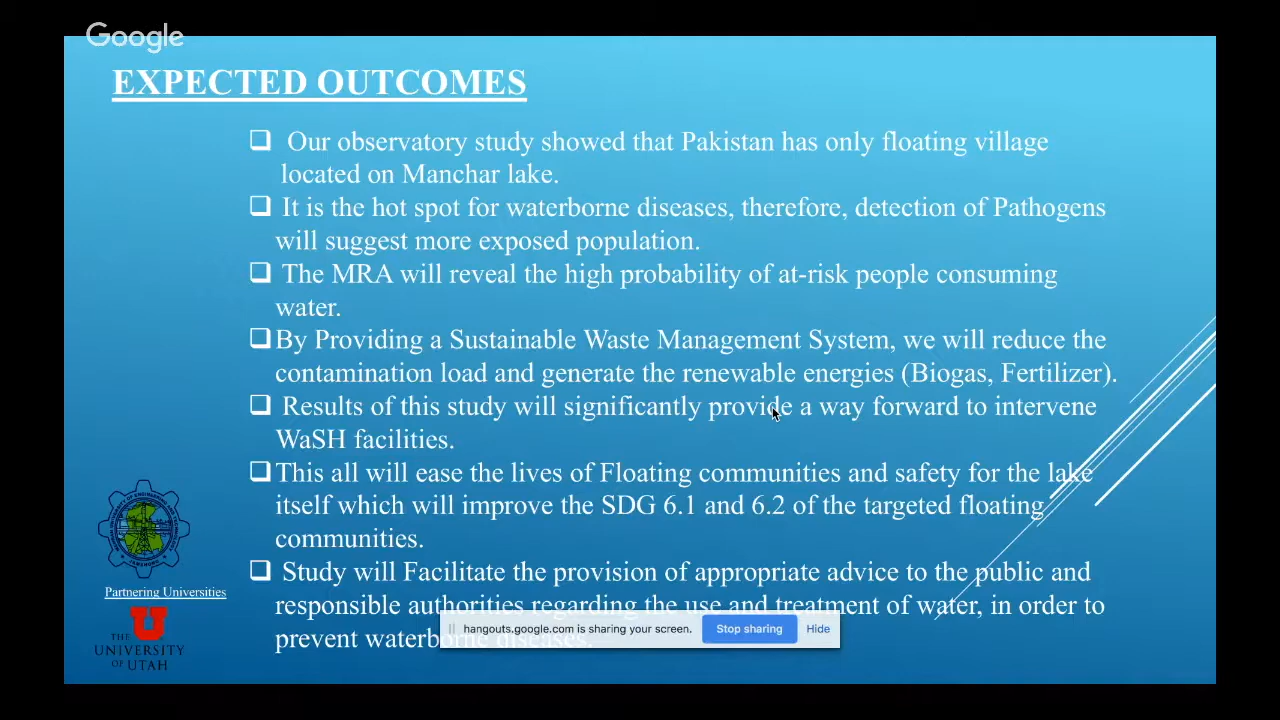 Google
EXPECTED OUTCOMES
Our observatory study showed that Pakistan has only floating village
located on Manchar lake.
It is the hot spot for waterborne diseases, therefore, detection of Pathogens
will suggest more exposed population.
The MRA will reveal the high probability of at-risk people consuming
water.
By Providing a Sustainable Waste Management System, we will reduce the
contamination load and generate the renewable energies (Biogas, Fertilizer).
Results of this study will significantly provide a way forward to intervene
WaSH facilities.
This all will ease the lives of Floating communities and safety for the lake
itself which will improve the SDG 6.1 and 6.2 of the targeted floating
communities.
Study will Facilitate the provision of appropriate advice to the public and
responsible authorities regarding the use and treatment of water, in order to
prevent waterborne diseases.
hangouts.google.com is sharing your screen. Stop sharing Hide
JAMSHORO
Partnering Universities
THE
UNIVERSITY
OF UTAH